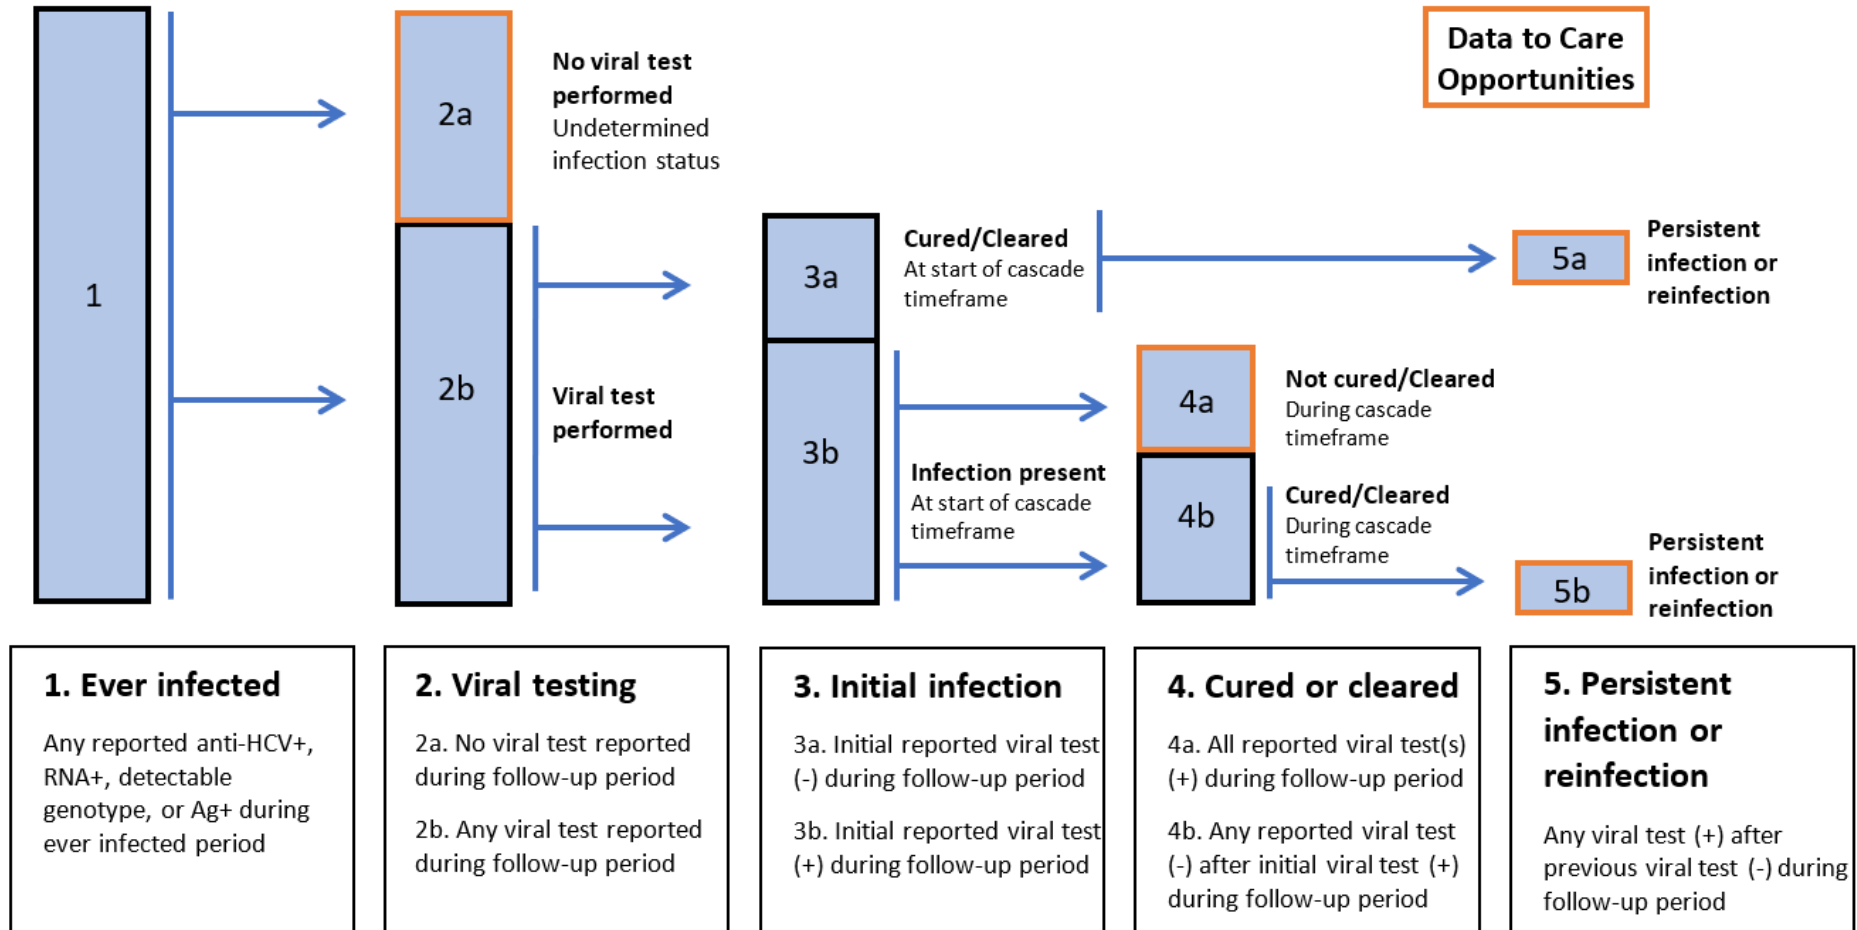 1
2a
No viral test
performed
Undetermined
infection status
2b
Viral test
performed
3a
Cured/Cleared
At start of cascade
timeframe
3b
Infection present
At start of cascade
timeframe
4a
Not cured/Cleared
During cascade
timeframe
4b
Cured/Cleared
During cascade
timeframe
Data to Care
Opportunities
5a
Persistent
infection or
reinfection
5b
Persistent
infection or
reinfection
1. Ever infected
Any reported anti-HCV+,
RNA+, detectable
genotype, or Ag+ during
ever infected period
2. Viral testing
2a. No viral test reported
during follow-up period
2b. Any viral test reported
during follow-up period
3. Initial infection
3a. Initial reported viral test
(-) during follow-up period
3b. Initial reported viral test
(+) during follow-up period
4. Cured or cleared
4a. All reported viral test(s)
(+) during follow-up period
4b. Any reported viral test
(-) after initial viral test (+)
during follow-up period
5. Persistent
infection or
reinfection
Any viral test (+) after
previous viral test (-) during
follow-up period